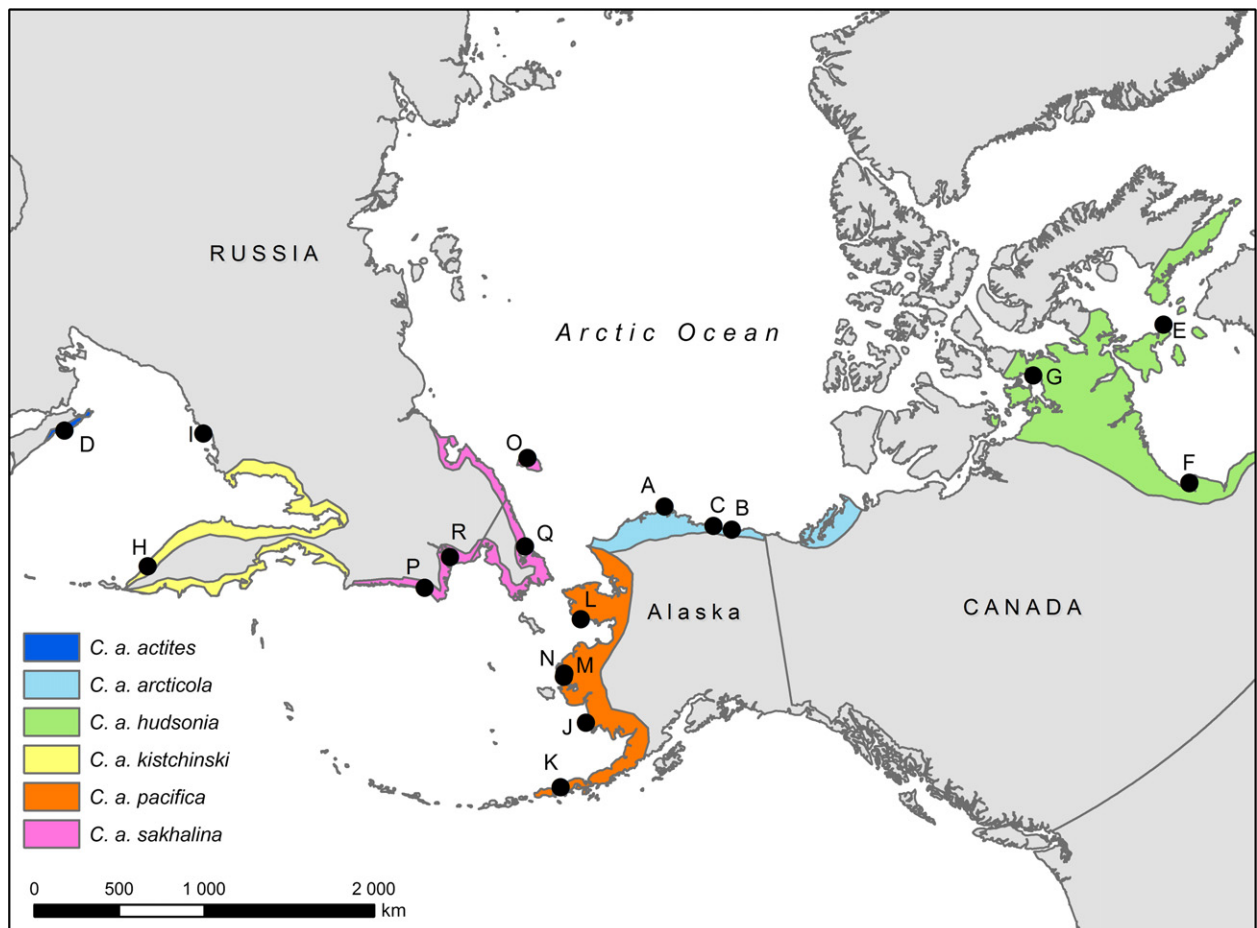 RUSSIA
Arctic Ocean
E
G
D
I
O
F
A
C
B
R
Q
H
P
L
Alaska
CANADA
N
M
J
K
C. a. actites
C. a. arcticola
C. a. hudsonia
C. a. kistchinski
C. a. pacifica
C. a. sakhalina
0 500 1 000 2 000
km